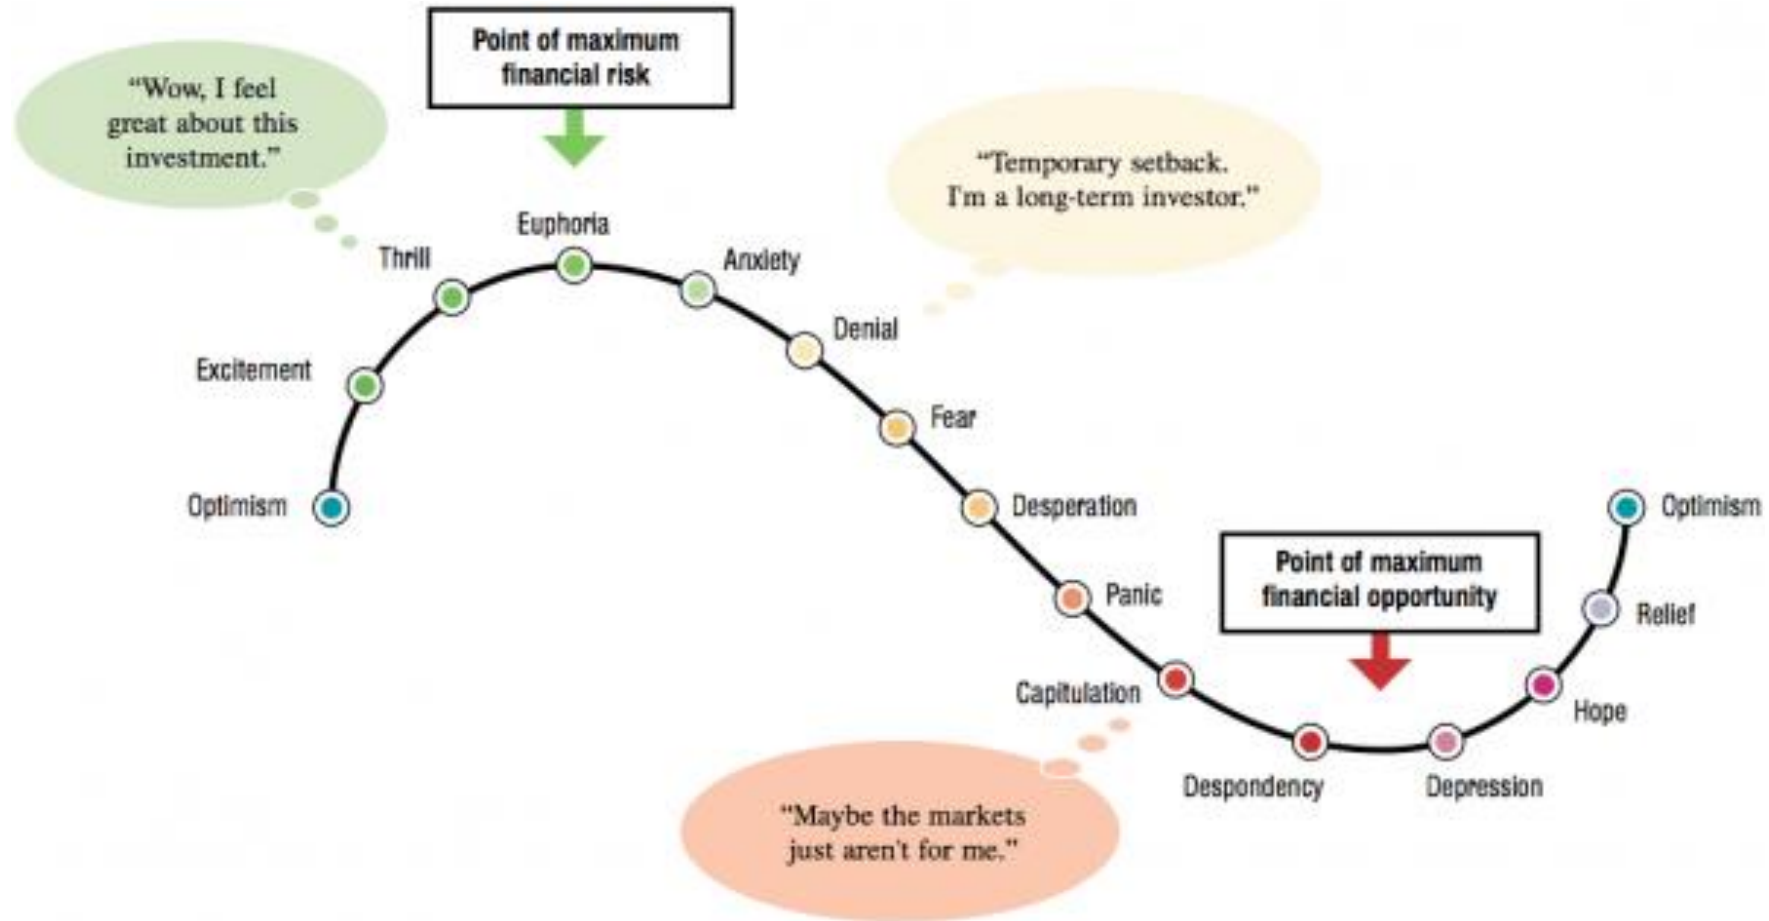 Point of maximum
financial risk
“Wow, I feel
great about this
investment.”
“Temporary setback.
I'm a long-term investor.”
Euphoria
Thrill
Anxiety
Denial
Excitement
Fear
Optimism
Desperation
Optimism
Point of maximum
financial opportunity
Panic
Relief
Capitulation
Hope
Despondency
Depression
“Maybe the markets
just aren't for me.”